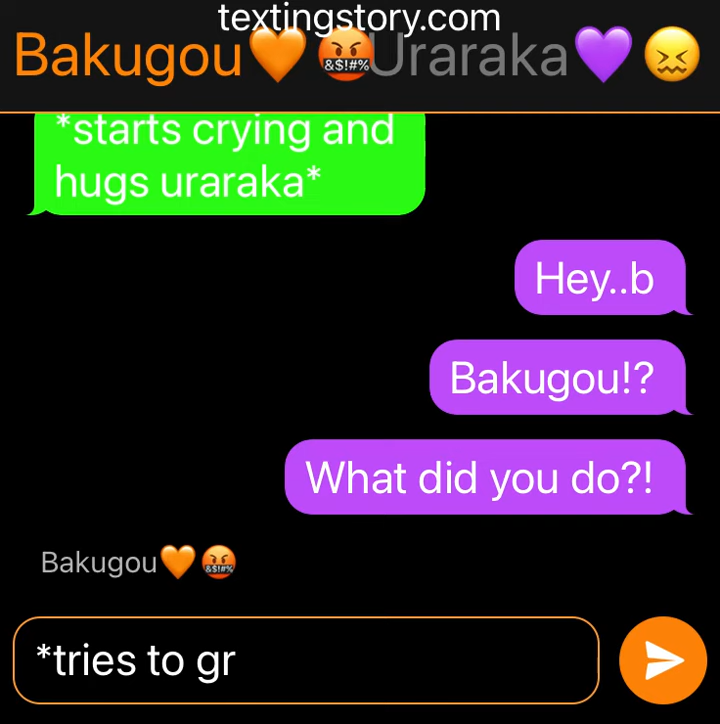 textingstory.com
Bakugou🧡🤬Uraraka💜😖
*starts crying and
hugs uraraka*
Hey..b
Bakugou!?
What did you do?!
Bakugou🧡🤬
*tries to gr